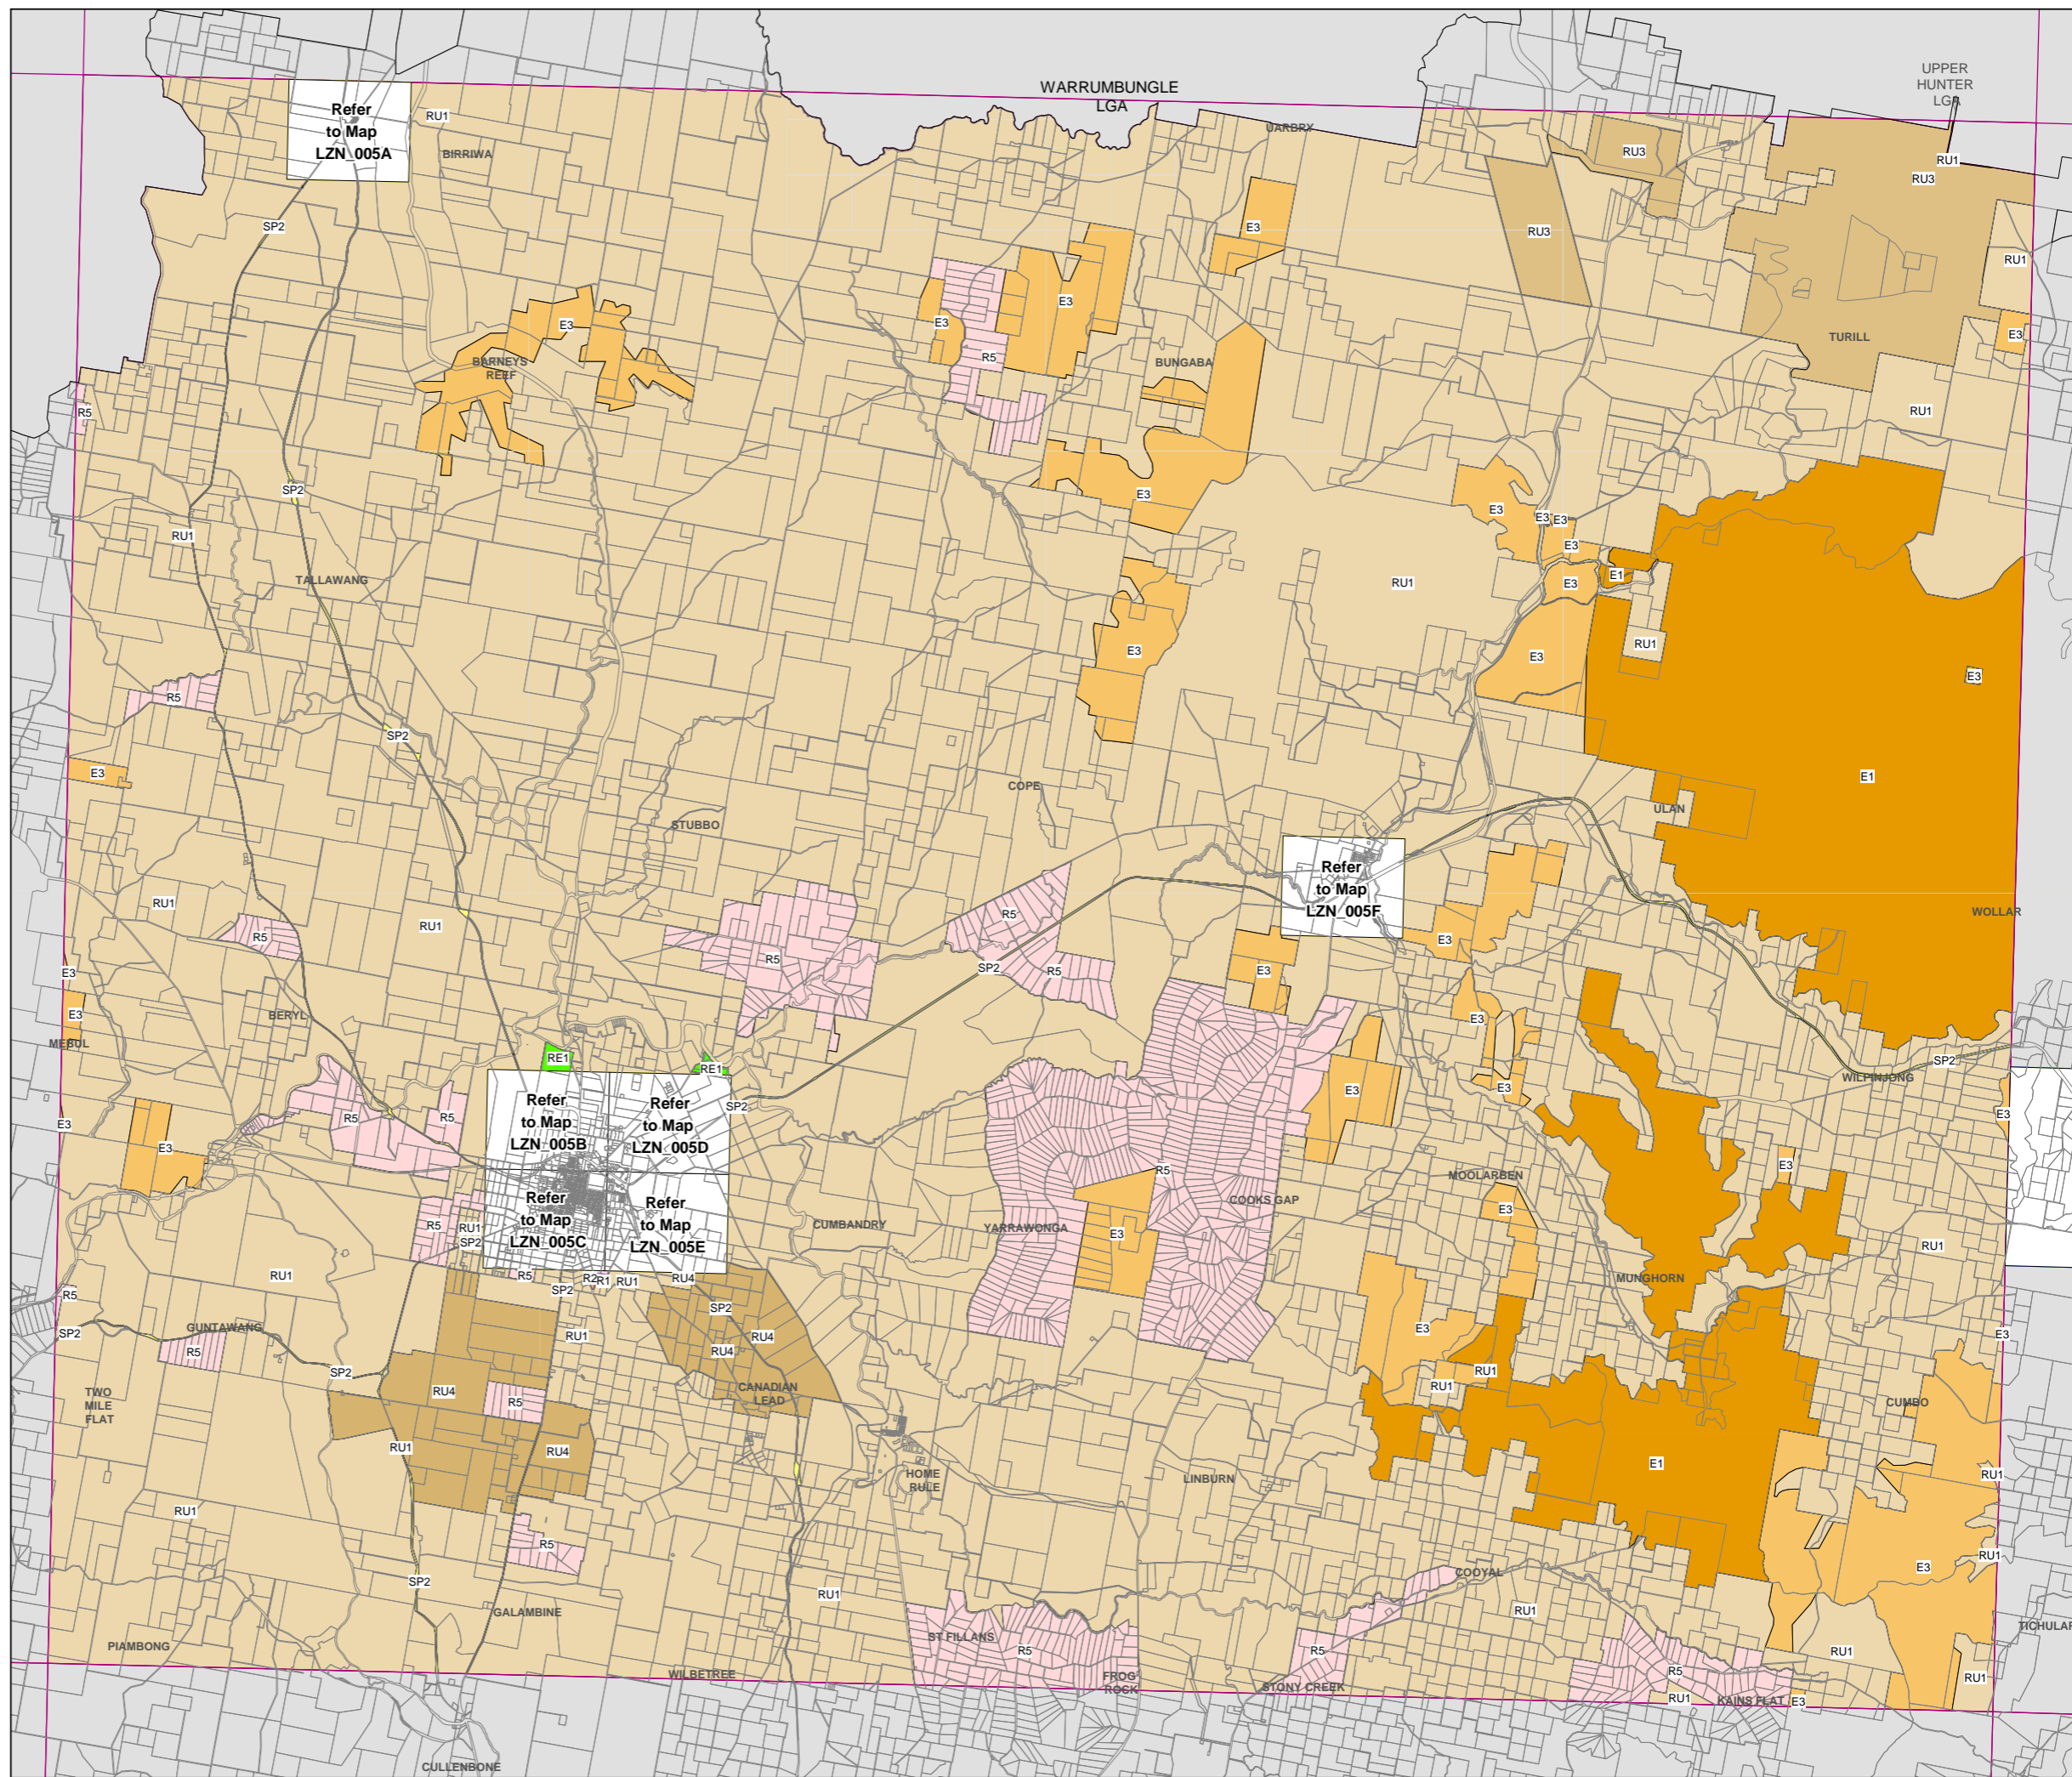 WARRUMBUNGLE
LGA
UPPER
HUNTER
LGA
Refer
to Map
LZN_005A
RU1
BIRRIWA
UARBRY
RU3
RU1
RU3
SP2
E3
RU3
RU1
E3
E3
E3
E3
TURILL
BARNEYS
REEF
R5
BUNGABA
R5
RU1
SP2
E3
E3
E3
E3
RU1
E3
TALLAWANG
E1
RU1
E3
E3
RU1
E3
E3
R5
SP2
E3
E1
COPE
ULAN
STUBBO
Refer
to Map
LZN_005F
RU1
RU1
R5
WOLLAR
R5
E3
R5
SP2
R5
E3
E3
E3
BERYL
E3
MEBUL
RE1
RE1
SP2
WILPINJONG
E3
E3
R5
R5
SP2
E3
E3
Refer
to Map
LZN_005B
Refer
to Map
LZN_005D
E3
R5
E3
MOOLARBEN
COOKS GAP
E3
Refer
to Map
LZN_005C
Refer
to Map
LZN_005E
R5
RU1
SP2
CUMBANDRY
YARRAWONGA
E3
RU1
RU1
R5
R2
R1
RU1
RU4
MUNGHORN
R5
SP2
SP2
SP2
GUNTAWANG
RU1
RU4
E3
E3
R5
RU4
SP2
RU1
RU1
TWO
MILE
FLAT
RU4
R5
CANADIAN
LEAD
CUMBO
RU1
RU4
E1
HOME
RULE
LINBURN
RU1
RU1
R5
RU1
E3
SP2
RU1
COOYAL
GALAMBINE
RU1
PIAMBONG
ST FILLANS
R5
R5
RU1
TICHULAR
WILBETREE
FROG
ROCK
STONY CREEK
R5
RU1
RU1
KAINS FLAT
E3
CULLENBONE